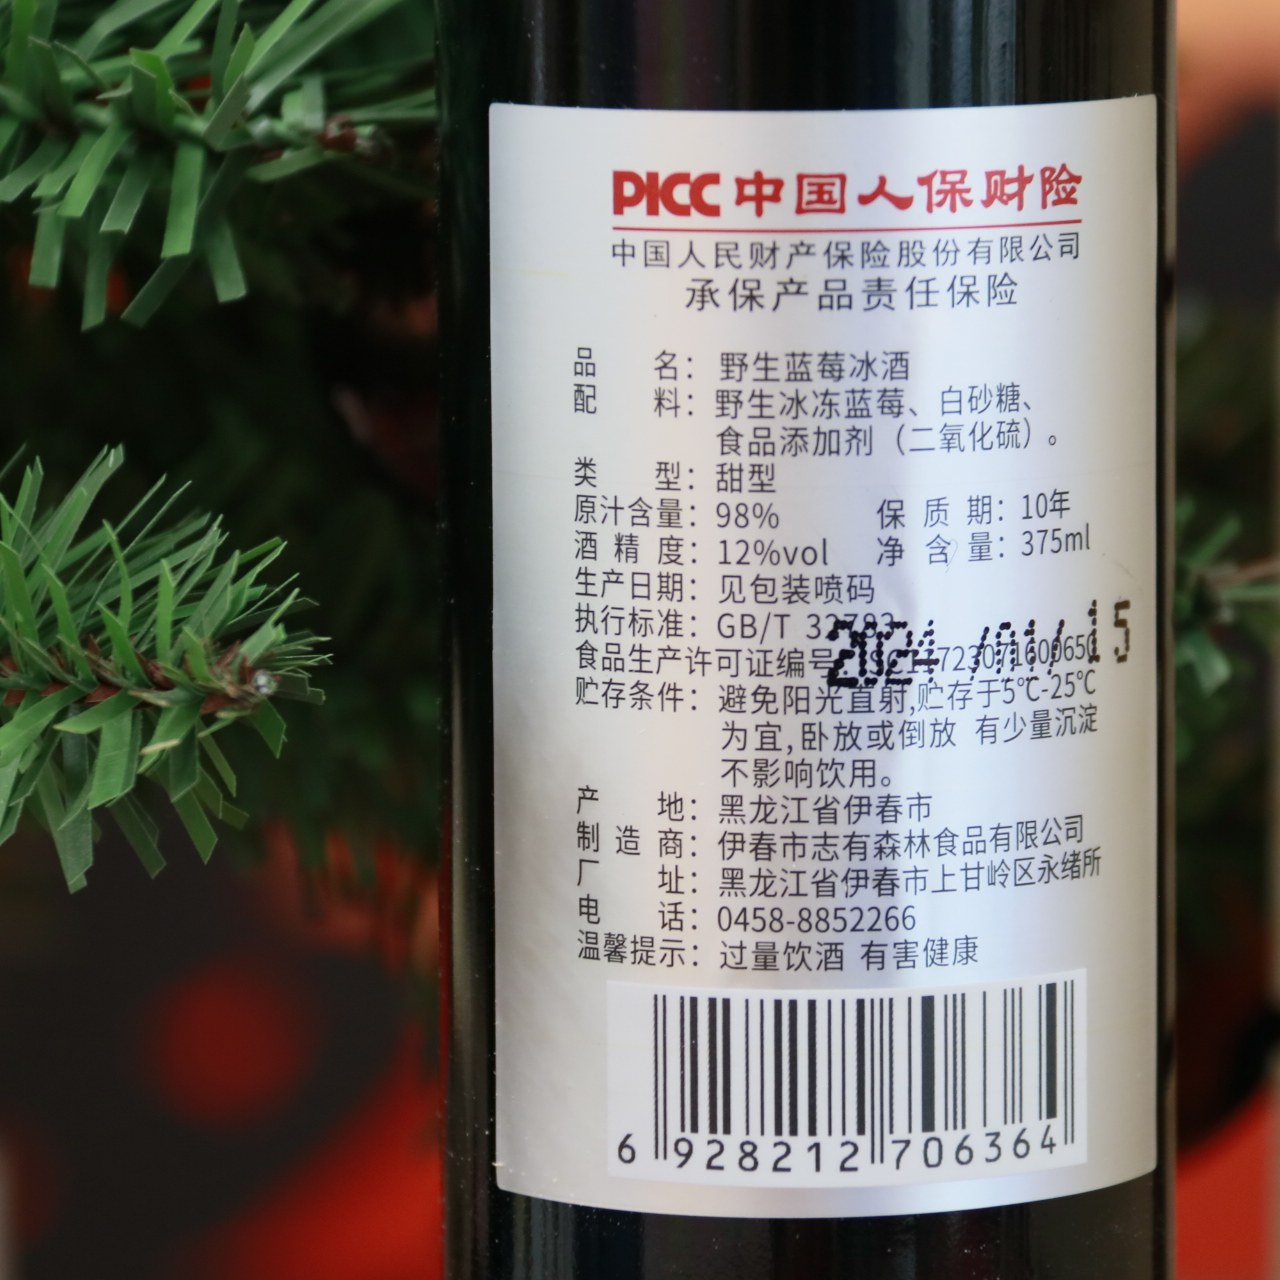 PICC 中国人保财险
中国人民财产保险股份有限公司
承保产品责任保险
品 名：野生蓝莓冰酒
配 料：野生冰冻蓝莓、白砂糖、
食品添加剂（二氧化硫）。
类 型：甜型
原汁含量：98% 保 质 期：10年
酒 精 度：12%vol 净 含 量：375ml
生产日期：见包装喷码
执行标准：GB/T 32783
2024/01/15
食品生产许可证编号
贮存条件：避免阳光直射,贮存于5℃-25℃
为宜,卧放或倒放 有少量沉淀
不影响饮用。
产 地：黑龙江省伊春市
制 造 商：伊春市志有森林食品有限公司
厂 址：黑龙江省伊春市上甘岭区永绪所
电 话：0458-8852266
温馨提示：过量饮酒 有害健康
6 928212 706364